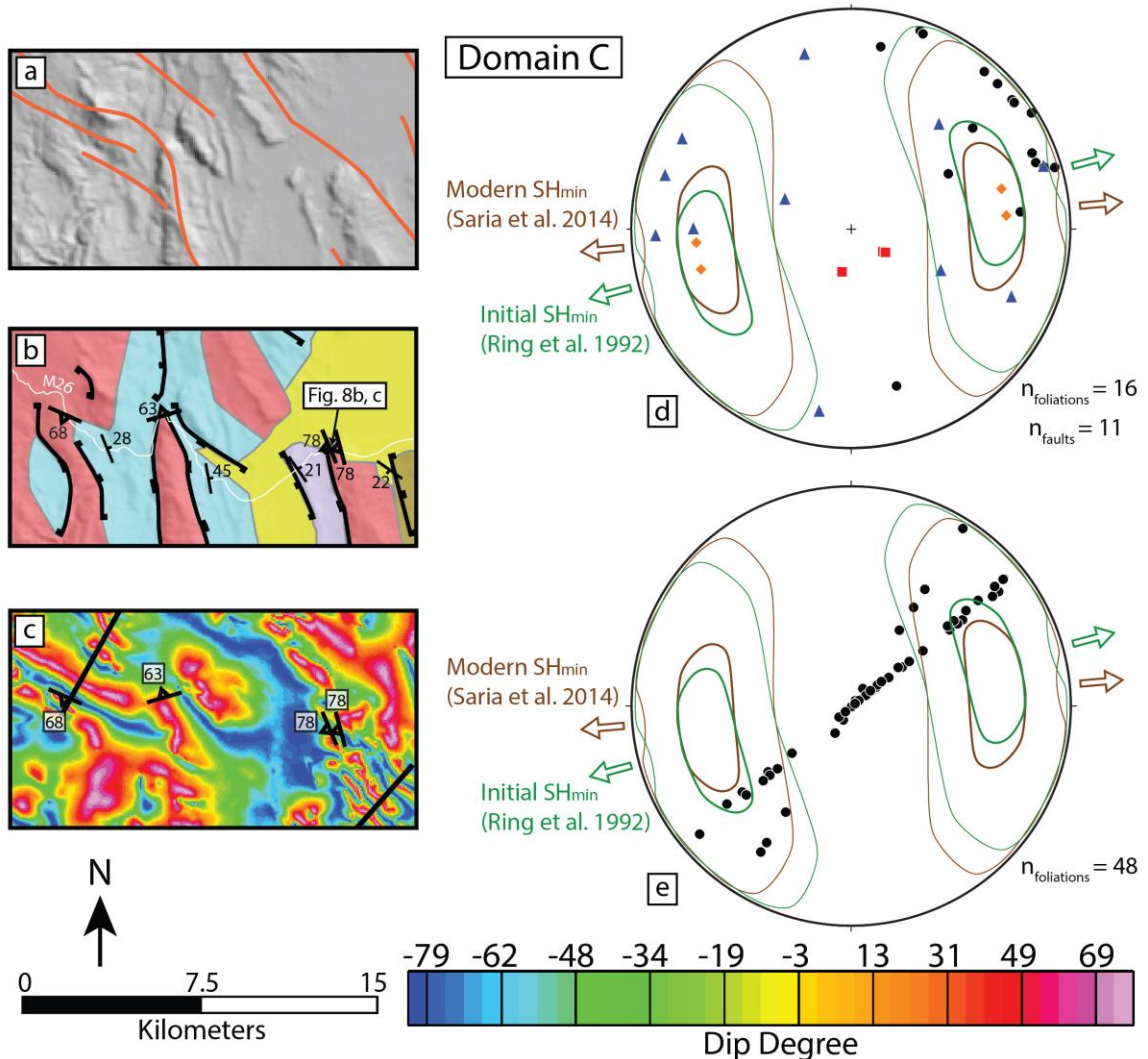 a
Domain C
Modern SHmin
(Saria et al. 2014)
Initial SHmin
(Ring et al. 1992)
d
nfoliations = 16
nfaults = 11
b
M26
Fig. 8b, c
68
28
63
45
78
21
78
22
c
63
68
78
78
Modern SHmin
(Saria et al. 2014)
Initial SHmin
(Ring et al. 1992)
e
nfoliations = 48
N
0 7.5 15
Kilometers
-79 -62 -48 -34 -19 -3 13 31 49 69
Dip Degree